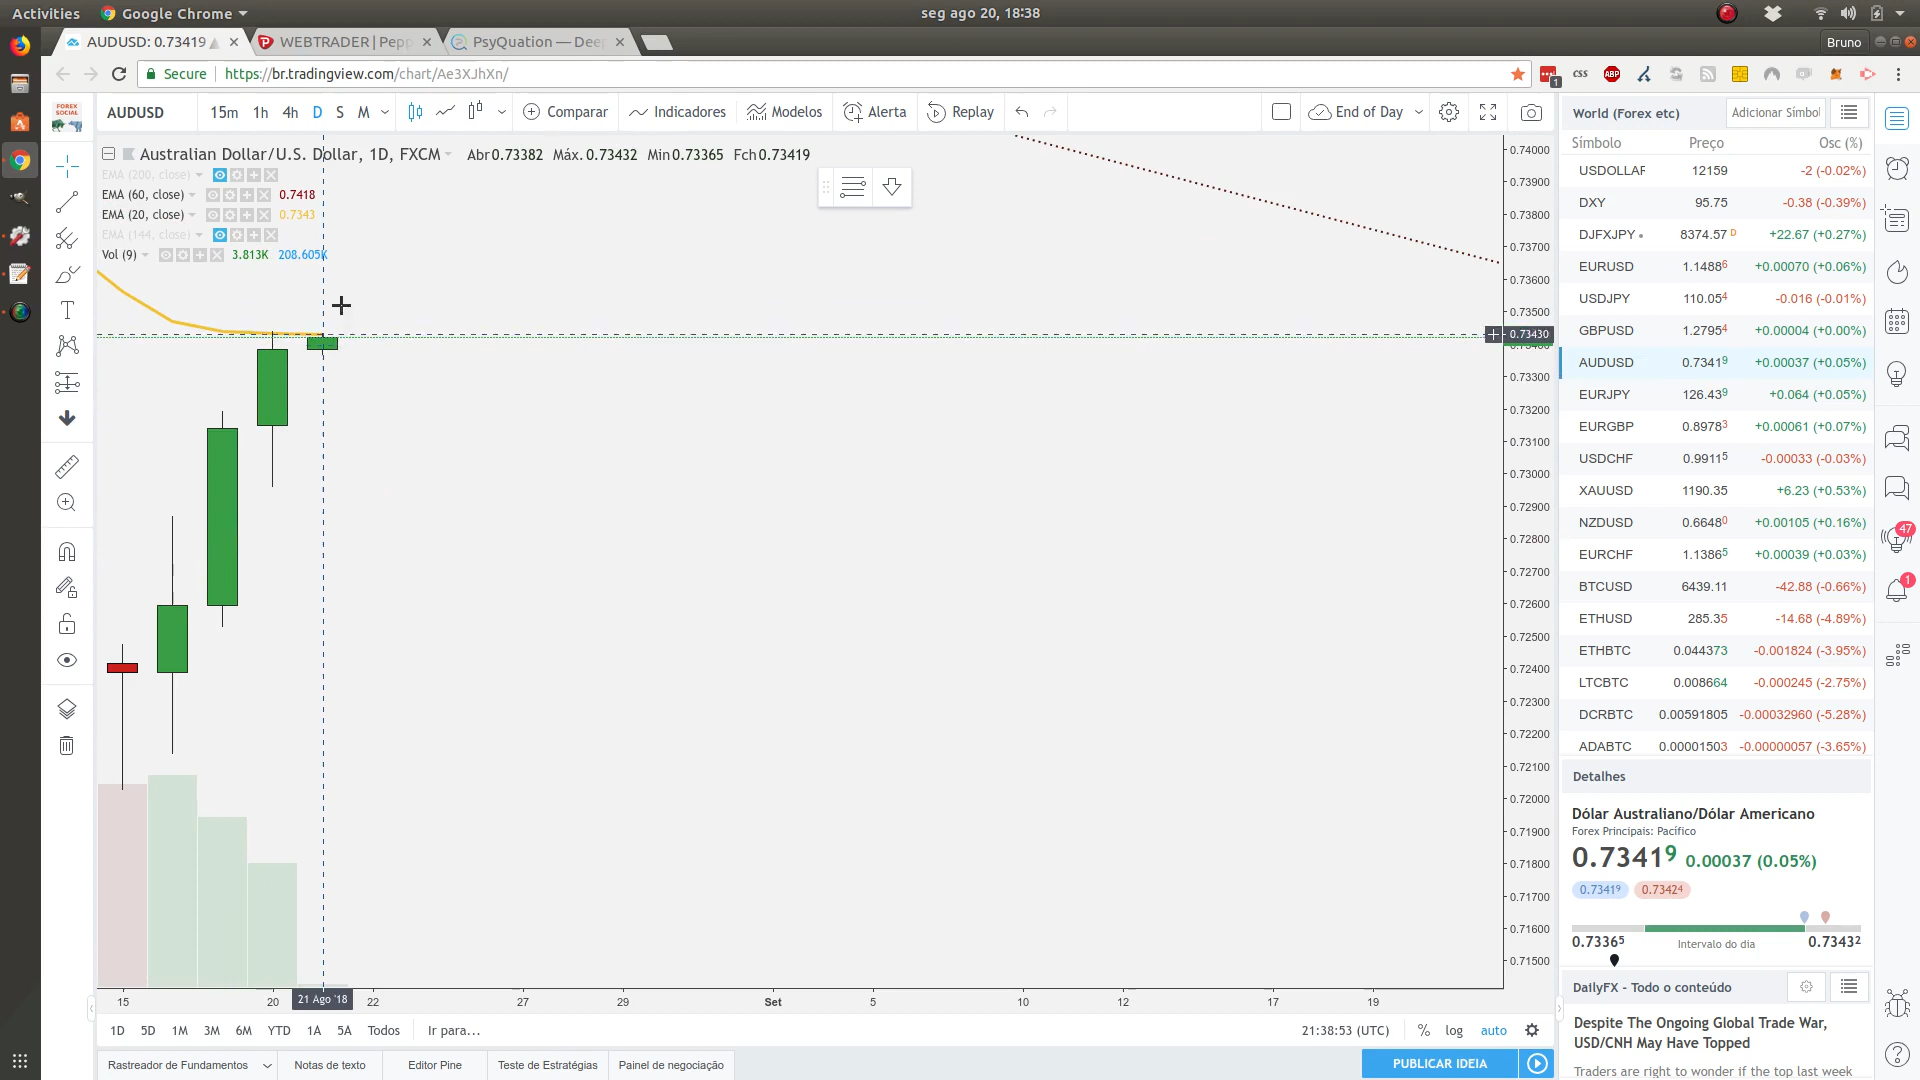 Activities
Google Chrome
seg ago 20, 18:38
AUDUSD: 0.73419
WEBTRADER | Pepp
PsyQuation — Deep
Bruno
Secure
https://br.tradingview.com/chart/Ae3XJhXn/
1
css
ABP
FOREX SOCIAL
AUDUSD
15m 1h 4h D S M
Comparar
Indicadores
Modelos
Alerta
Replay
End of Day
Australian Dollar/U.S. Dollar, 1D, FXCM
Abr 0.73382 Máx. 0.73432 Mín 0.73365 Fch 0.73419
EMA (200, close)
EMA (60, close) 0.7418
EMA (20, close) 0.7343
EMA (144, close)
Vol (9) 3.813K 208.605K
0.74000
0.73900
0.73800
0.73700
0.73600
0.73500
0.73430
0.73300
0.73200
0.73100
0.73000
0.72900
0.72800
0.72700
0.72600
0.72500
0.72400
0.72300
0.72200
0.72100
0.72000
0.71900
0.71800
0.71700
0.71600
0.71500
15 20 21 Ago '18 22 27 29 Set 5 10 12 17 19
1D 5D 1M 3M 6M YTD 1A 5A Todos Ir para...
21:38:53 (UTC) % log auto
Rastreador de Fundamentos
Notas de texto
Editor Pine
Teste de Estratégias
Painel de negociação
PUBLICAR IDEIA
World (Forex etc)
Adicionar Símbol
Símbolo Preço Osc (%)
USDOLLAR 12159 -2 (-0.02%)
DXY 95.75 -0.38 (-0.39%)
DJFXJPY 8374.57 D +22.67 (+0.27%)
EURUSD 1.14886 +0.00070 (+0.06%)
USDJPY 110.054 -0.016 (-0.01%)
GBPUSD 1.27954 +0.00004 (+0.00%)
AUDUSD 0.73419 +0.00037 (+0.05%)
EURJPY 126.439 +0.064 (+0.05%)
EURGBP 0.89783 +0.00061 (+0.07%)
USDCHF 0.99115 -0.00033 (-0.03%)
XAUUSD 1190.35 +6.23 (+0.53%)
NZDUSD 0.66480 +0.00105 (+0.16%)
EURCHF 1.13865 +0.00039 (+0.03%)
BTCUSD 6439.11 -42.88 (-0.66%)
ETHUSD 285.35 -14.68 (-4.89%)
ETHBTC 0.044373 -0.001824 (-3.95%)
LTCBTC 0.008664 -0.000245 (-2.75%)
DCRBTC 0.00591805 -0.00032960 (-5.28%)
ADABTC 0.00001503 -0.00000057 (-3.65%)
47
1
Detalhes
Dólar Australiano/Dólar Americano
Forex Principais: Pacífico
0.73419 0.00037 (0.05%)
0.73419 0.73424
0.73365 Intervalo do dia 0.73432
DailyFX - Todo o conteúdo
Despite The Ongoing Global Trade War,
USD/CNH May Have Topped
Traders are right to wonder if the top last week